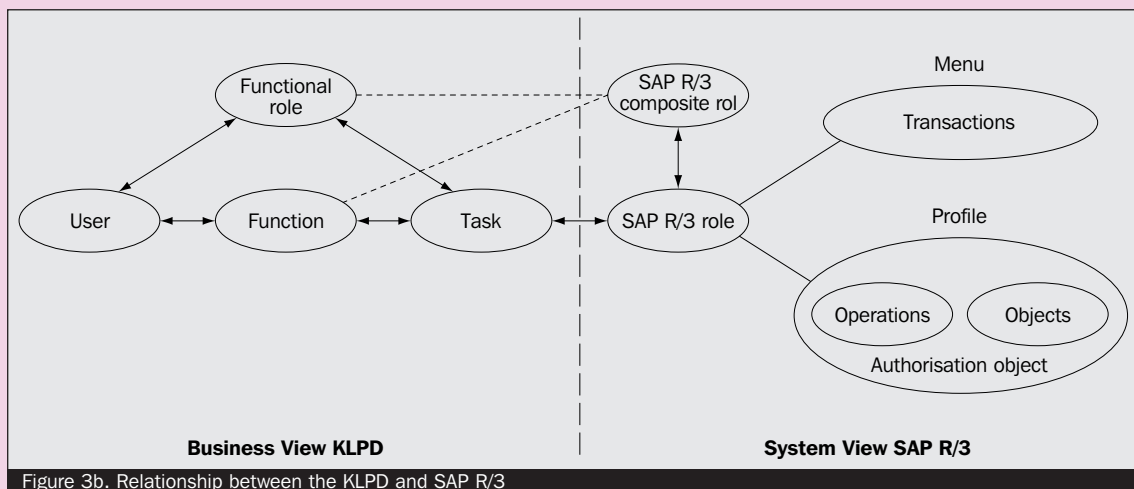 Functional
role
SAP R/3
composite rol
Menu
Transactions
User
Function
Task
SAP R/3 role
Profile
Operations
Objects
Authorisation object
Business View KLPD
System View SAP R/3
Figure 3b. Relationship between the KLPD and SAP R/3